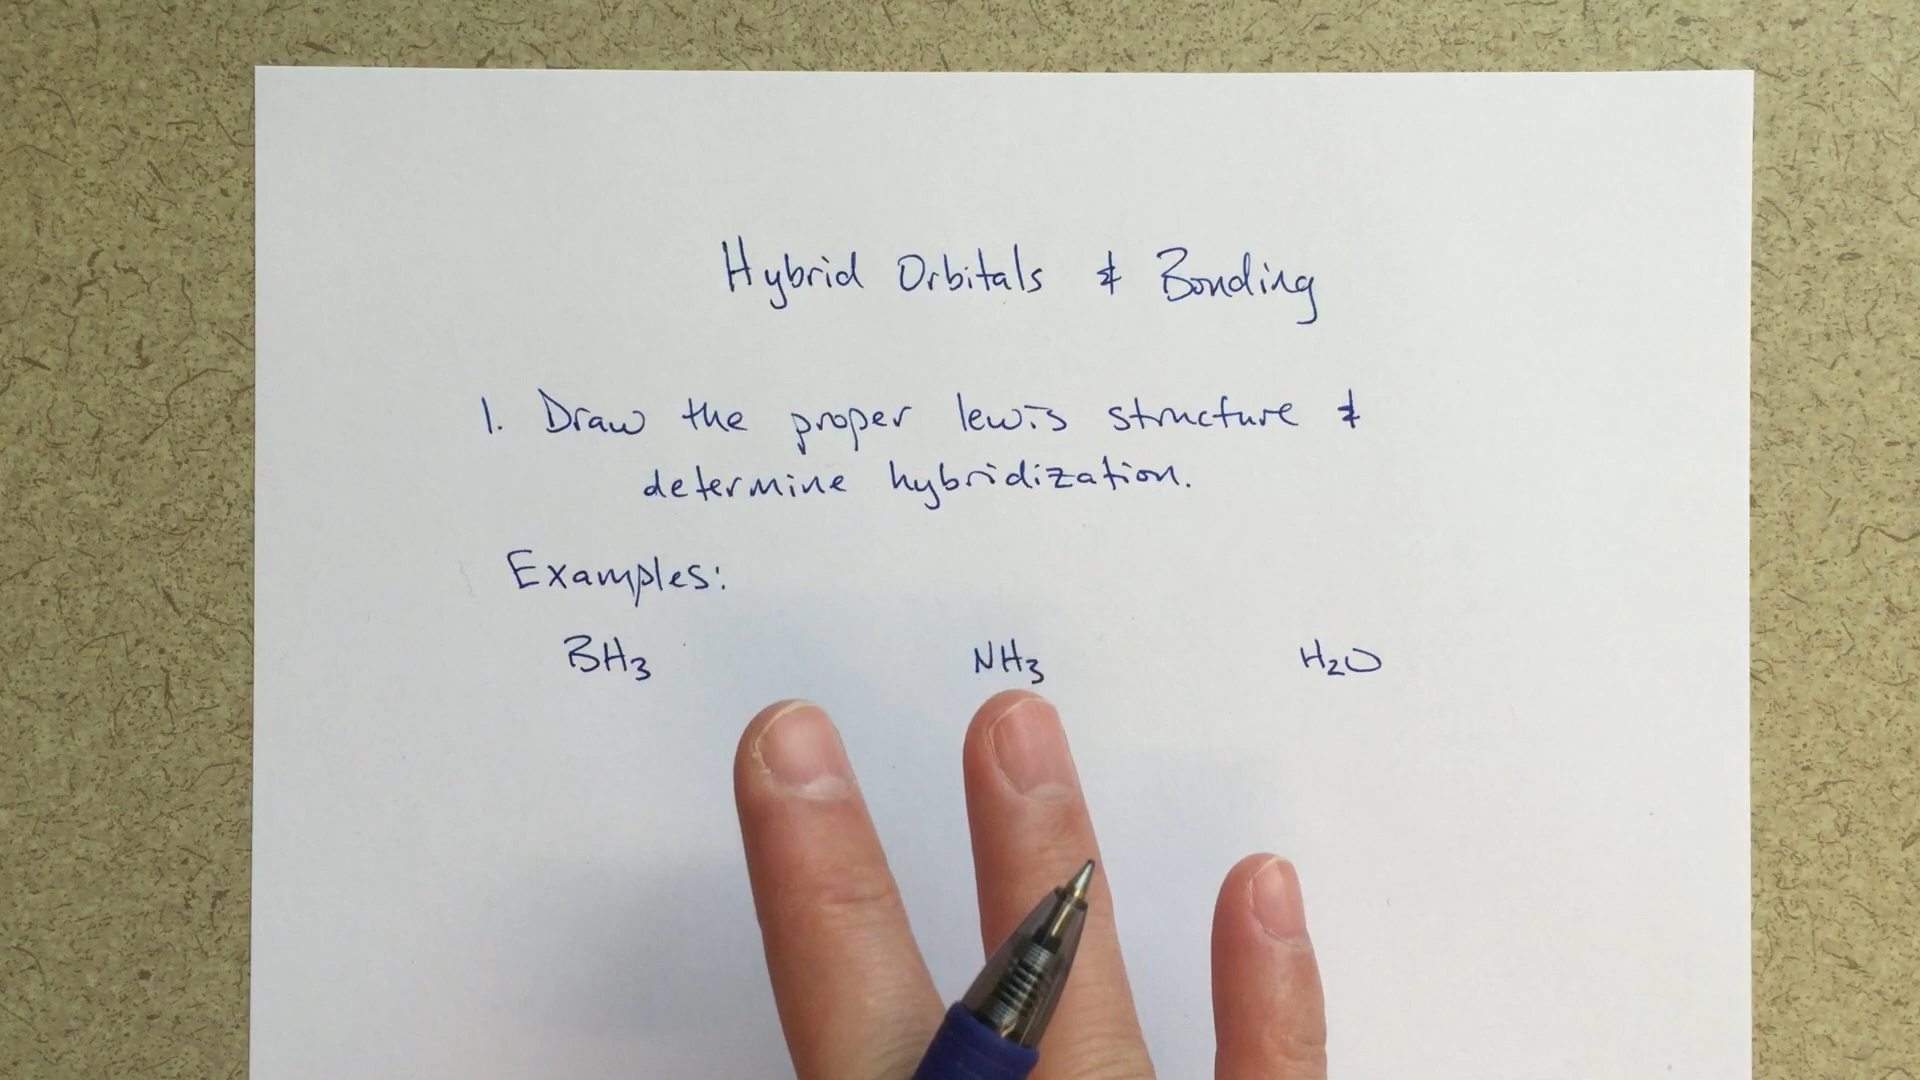 Hybrid Orbitals & Bonding
1. Draw the proper lewis structure &
determine hybridization.
Examples:
BH₃ NH₃ H₂O